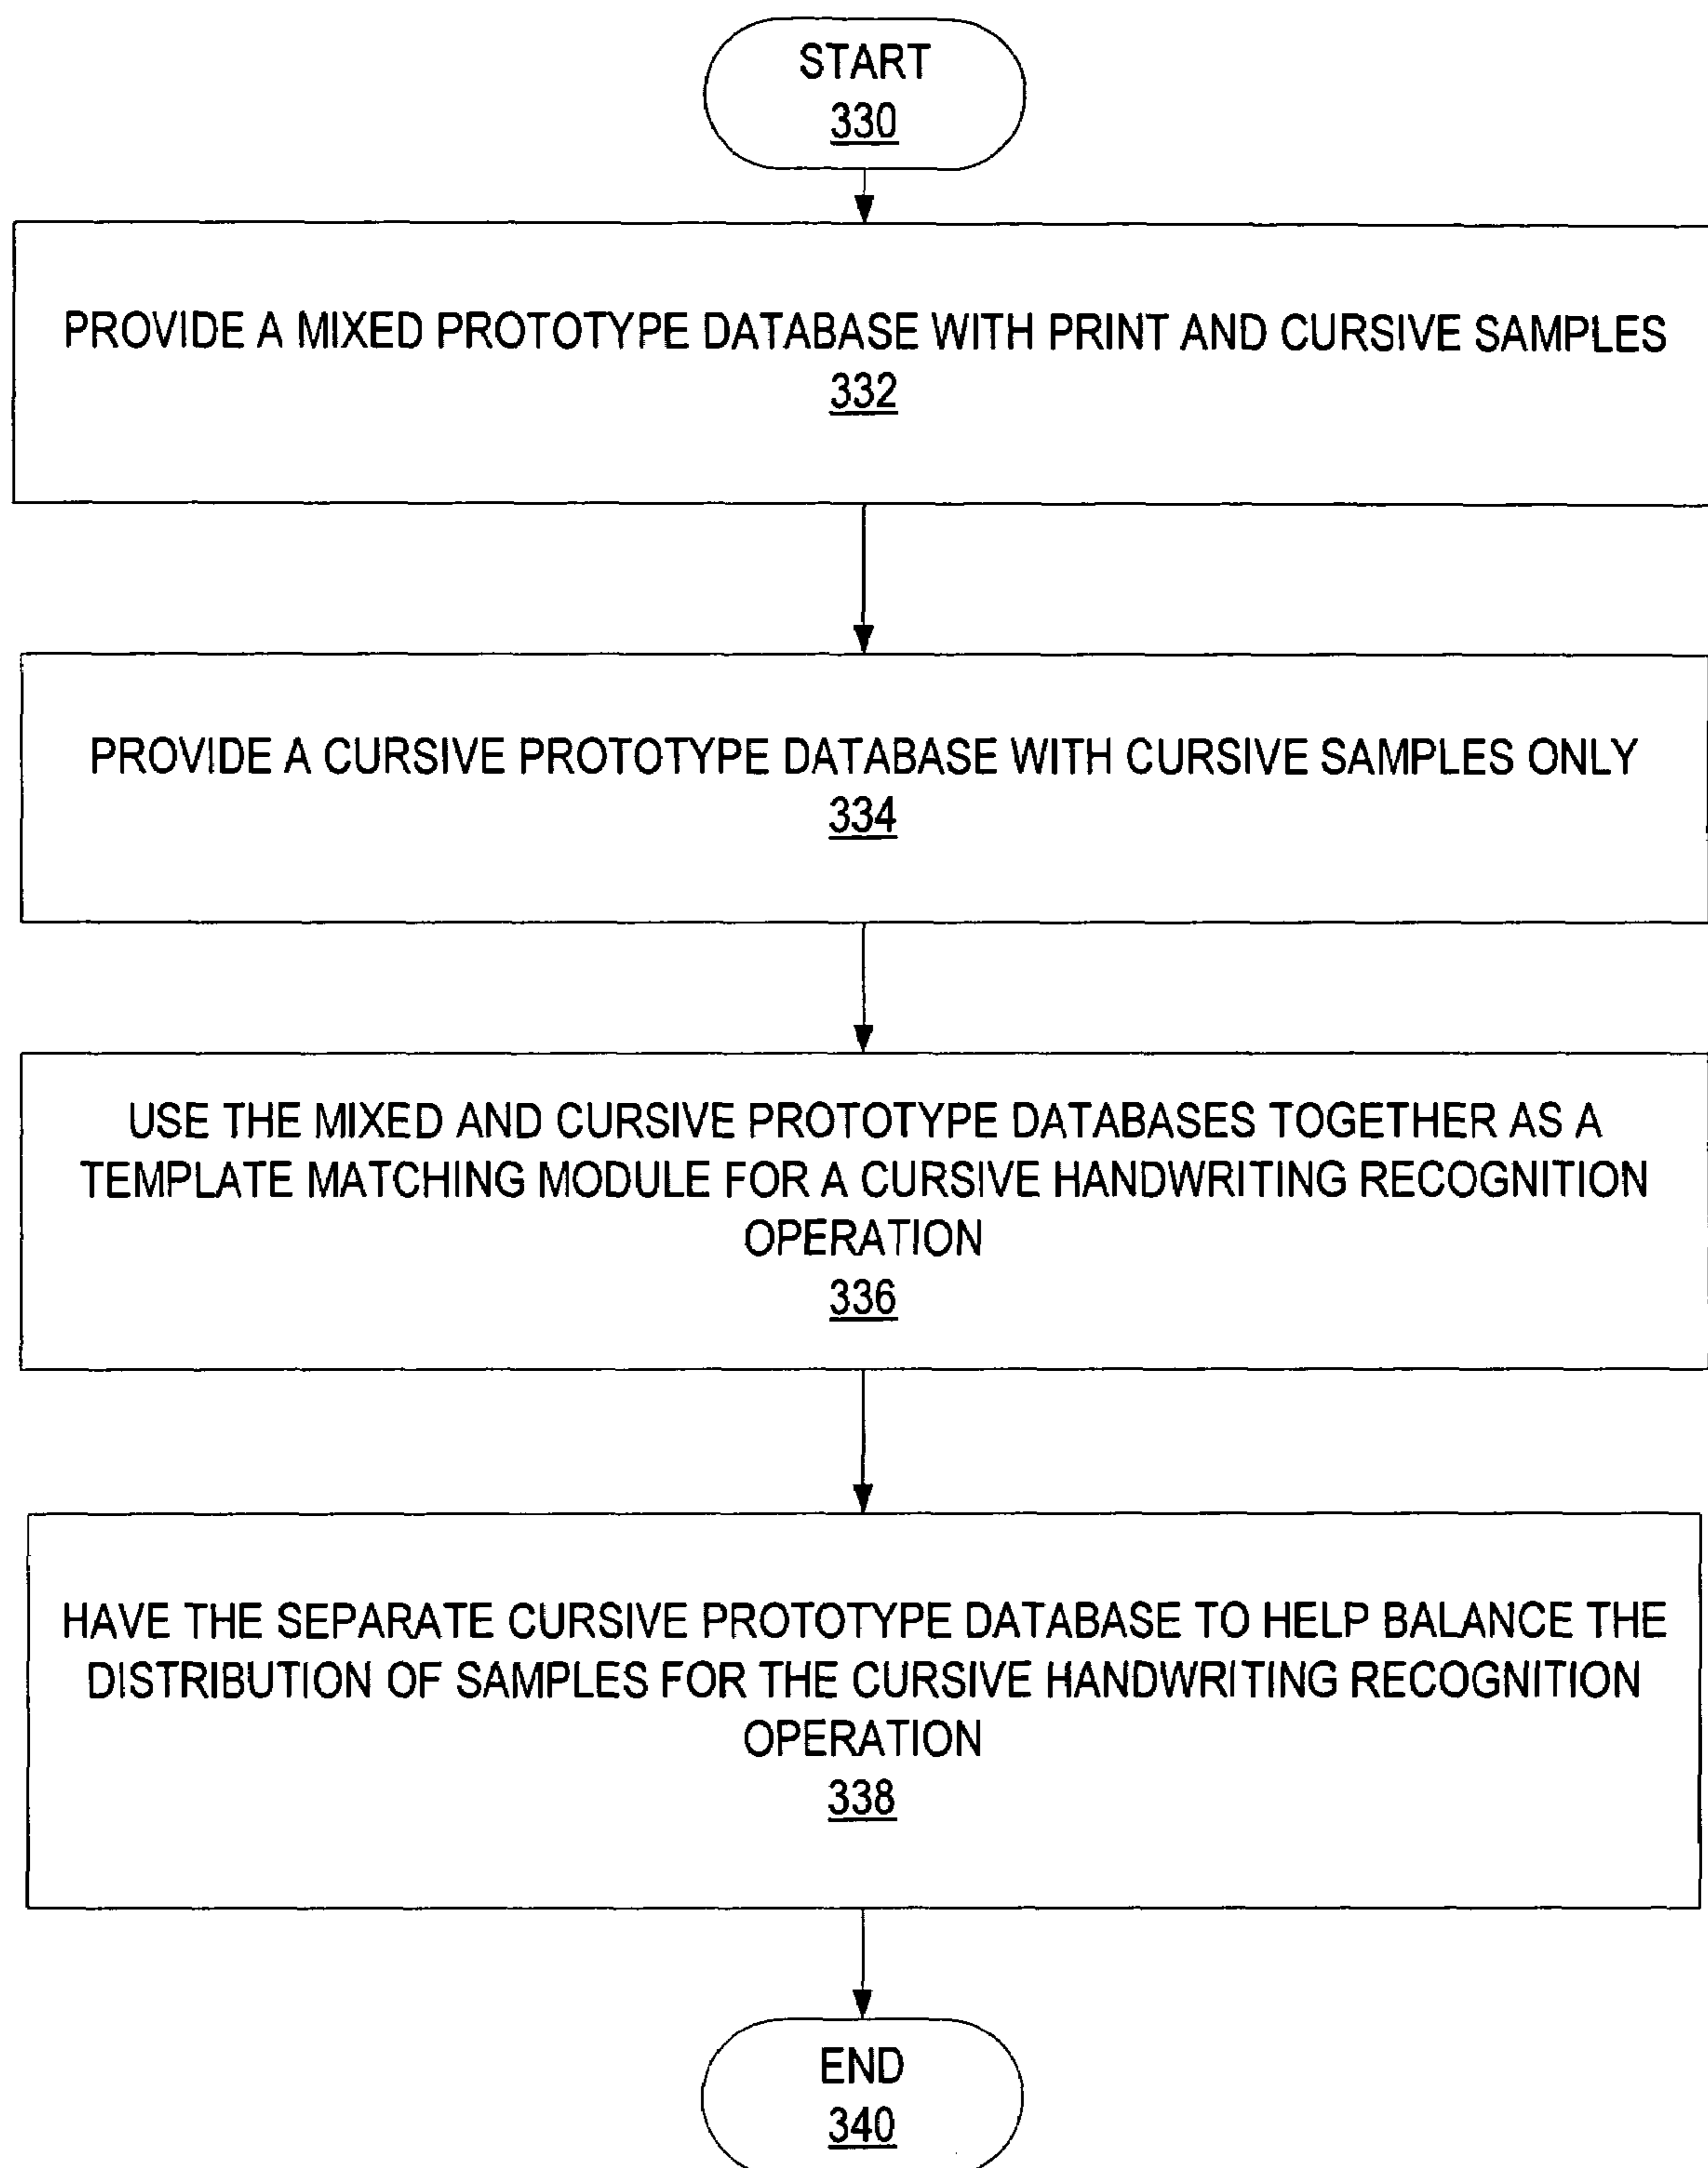 START
330
PROVIDE A MIXED PROTOTYPE DATABASE WITH PRINT AND CURSIVE SAMPLES
332
PROVIDE A CURSIVE PROTOTYPE DATABASE WITH CURSIVE SAMPLES ONLY
334
USE THE MIXED AND CURSIVE PROTOTYPE DATABASES TOGETHER AS A
TEMPLATE MATCHING MODULE FOR A CURSIVE HANDWRITING RECOGNITION
OPERATION
336
HAVE THE SEPARATE CURSIVE PROTOTYPE DATABASE TO HELP BALANCE THE
DISTRIBUTION OF SAMPLES FOR THE CURSIVE HANDWRITING RECOGNITION
OPERATION
338
END
340